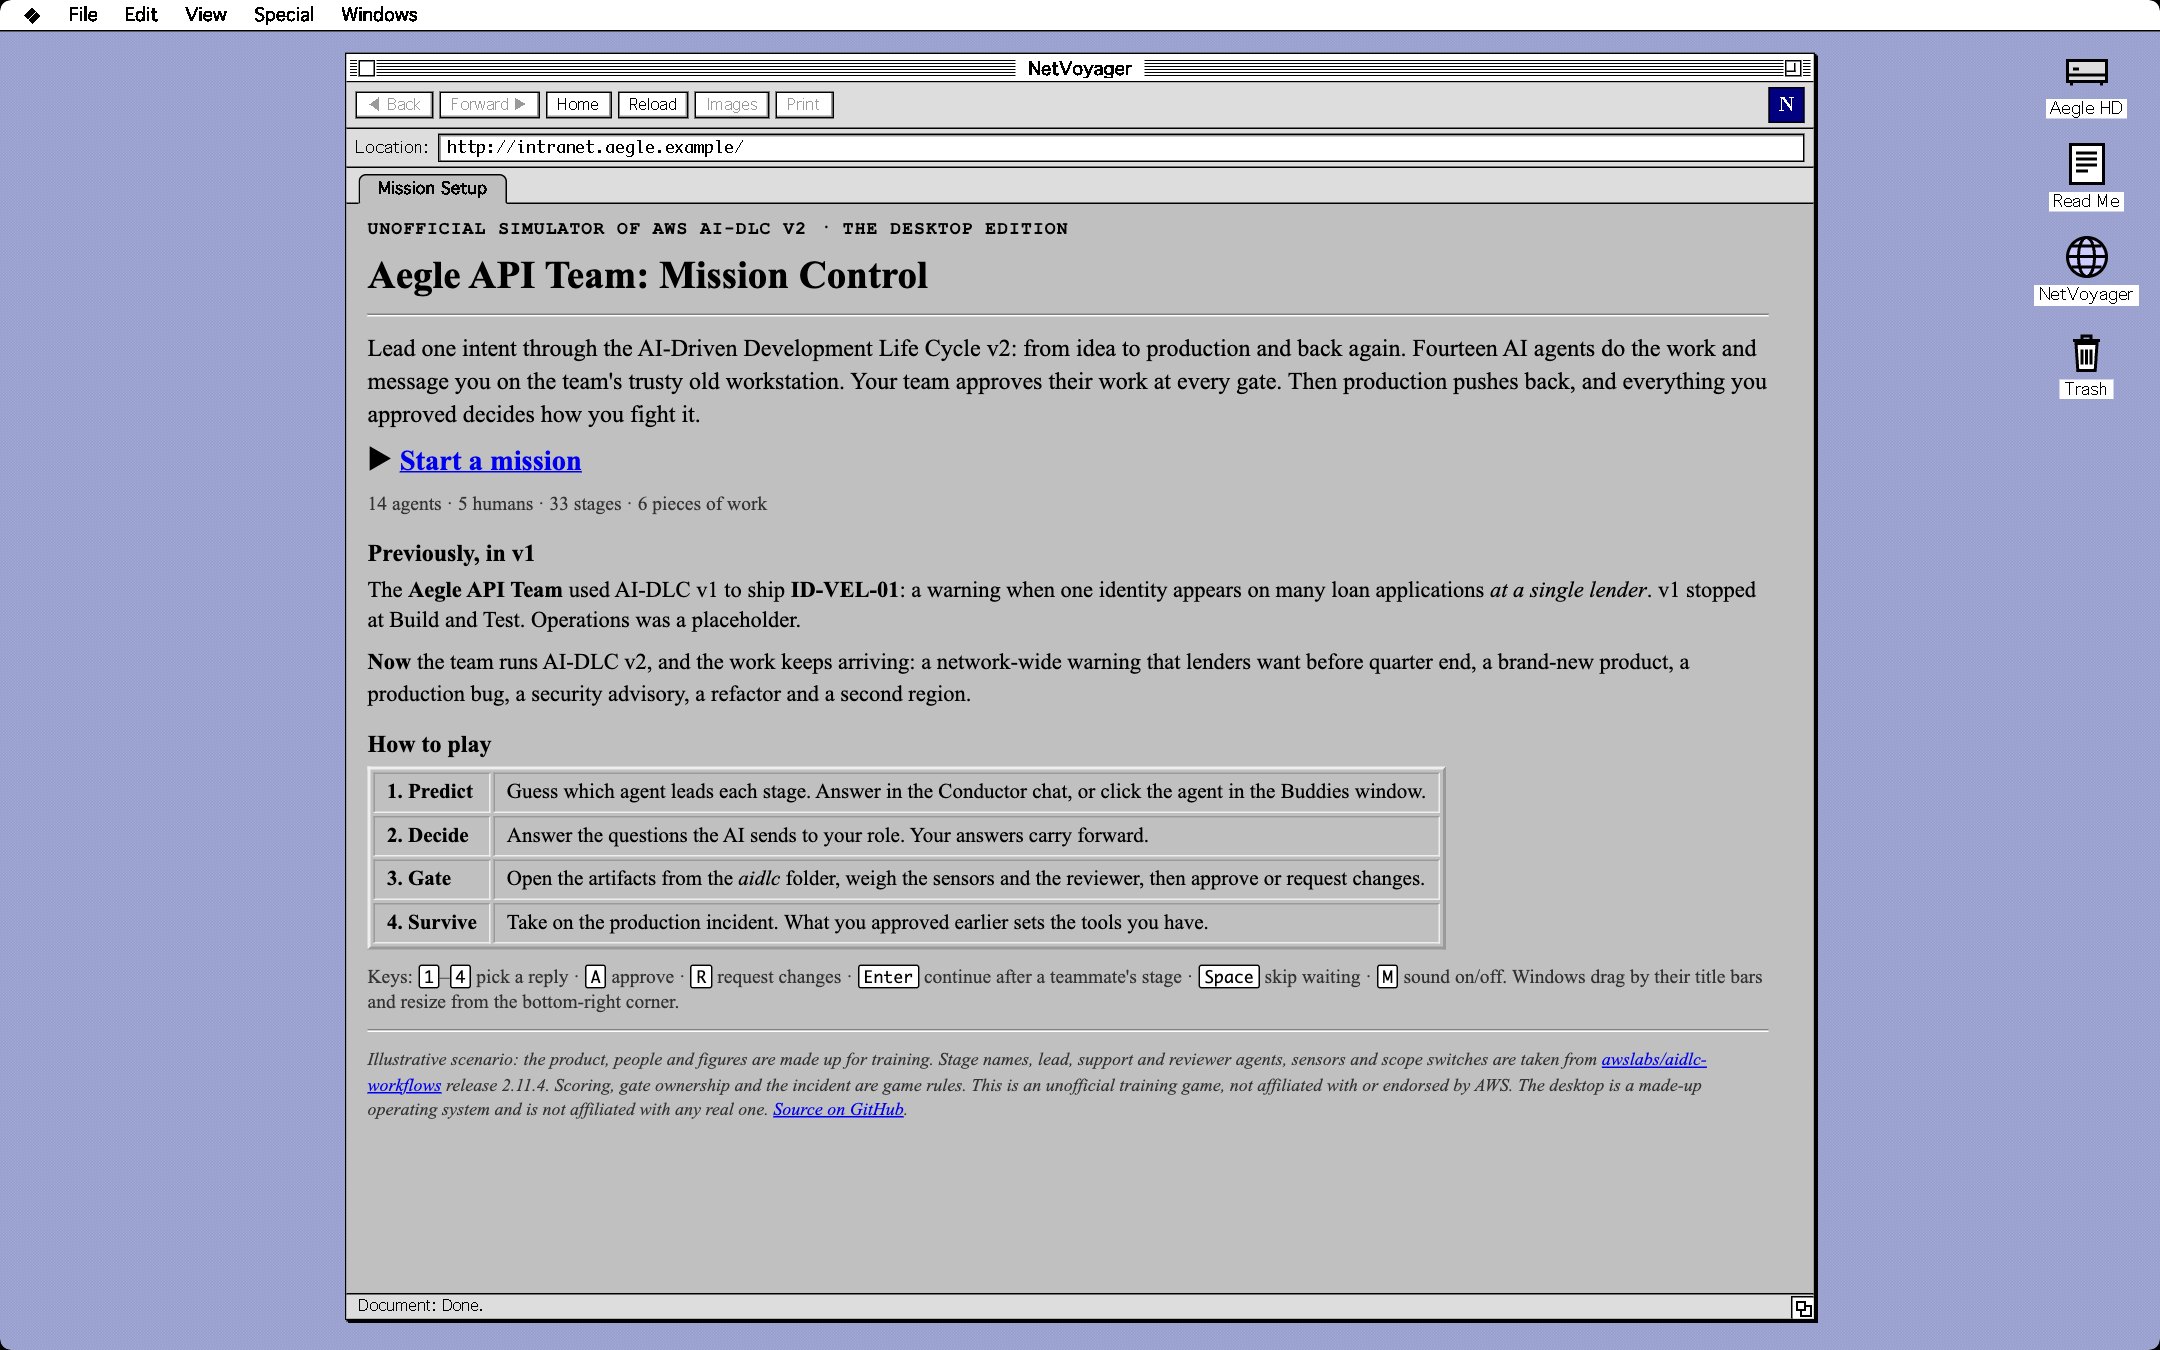 File Edit View Special Windows
NetVoyager
Back Forward Home Reload Images Print N
Location: http://intranet.aegle.example/
Mission Setup
UNOFFICIAL SIMULATOR OF AWS AI-DLC V2 · THE DESKTOP EDITION
Aegle API Team: Mission Control
Lead one intent through the AI-Driven Development Life Cycle v2: from idea to production and back again. Fourteen AI agents do the work and
message you on the team's trusty old workstation. Your team approves their work at every gate. Then production pushes back, and everything you
approved decides how you fight it.
Start a mission
14 agents · 5 humans · 33 stages · 6 pieces of work
Previously, in v1
The Aegle API Team used AI-DLC v1 to ship ID-VEL-01: a warning when one identity appears on many loan applications at a single lender. v1 stopped
at Build and Test. Operations was a placeholder.
Now the team runs AI-DLC v2, and the work keeps arriving: a network-wide warning that lenders want before quarter end, a brand-new product, a
production bug, a security advisory, a refactor and a second region.
How to play
1. Predict Guess which agent leads each stage. Answer in the Conductor chat, or click the agent in the Buddies window.
2. Decide Answer the questions the AI sends to your role. Your answers carry forward.
3. Gate Open the artifacts from the aidlc folder, weigh the sensors and the reviewer, then approve or request changes.
4. Survive Take on the production incident. What you approved earlier sets the tools you have.
Keys: 1–4 pick a reply · A approve · R request changes · Enter continue after a teammate's stage · Space skip waiting · M sound on/off. Windows drag by their title bars
and resize from the bottom-right corner.
Illustrative scenario: the product, people and figures are made up for training. Stage names, lead, support and reviewer agents, sensors and scope switches are taken from awslabs/aidlc-
workflows release 2.11.4. Scoring, gate ownership and the incident are game rules. This is an unofficial training game, not affiliated with or endorsed by AWS. The desktop is a made-up
operating system and is not affiliated with any real one. Source on GitHub.
Document: Done.
Aegle HD
Read Me
NetVoyager
Trash